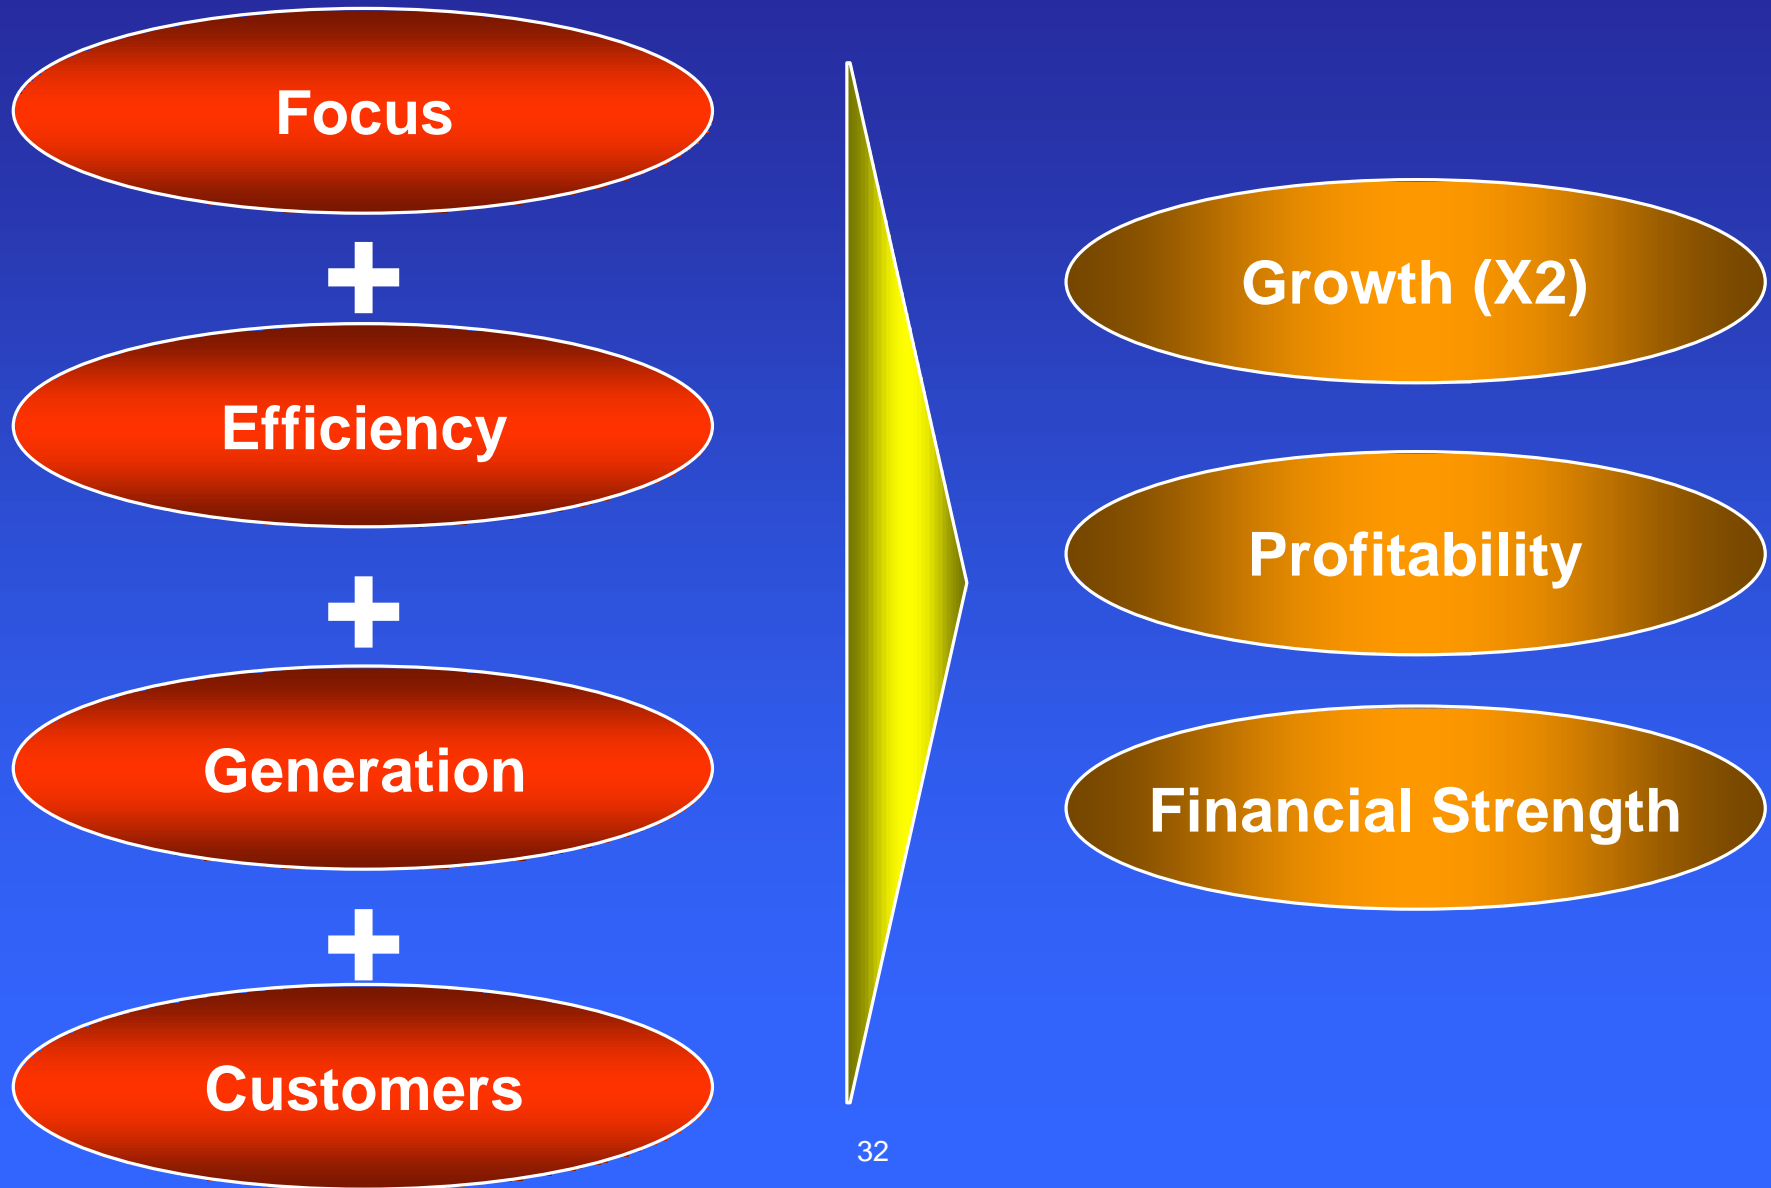 Focus
+
Efficiency
+
Generation
+
Customers
Growth (X2)
Profitability
Financial Strength
32